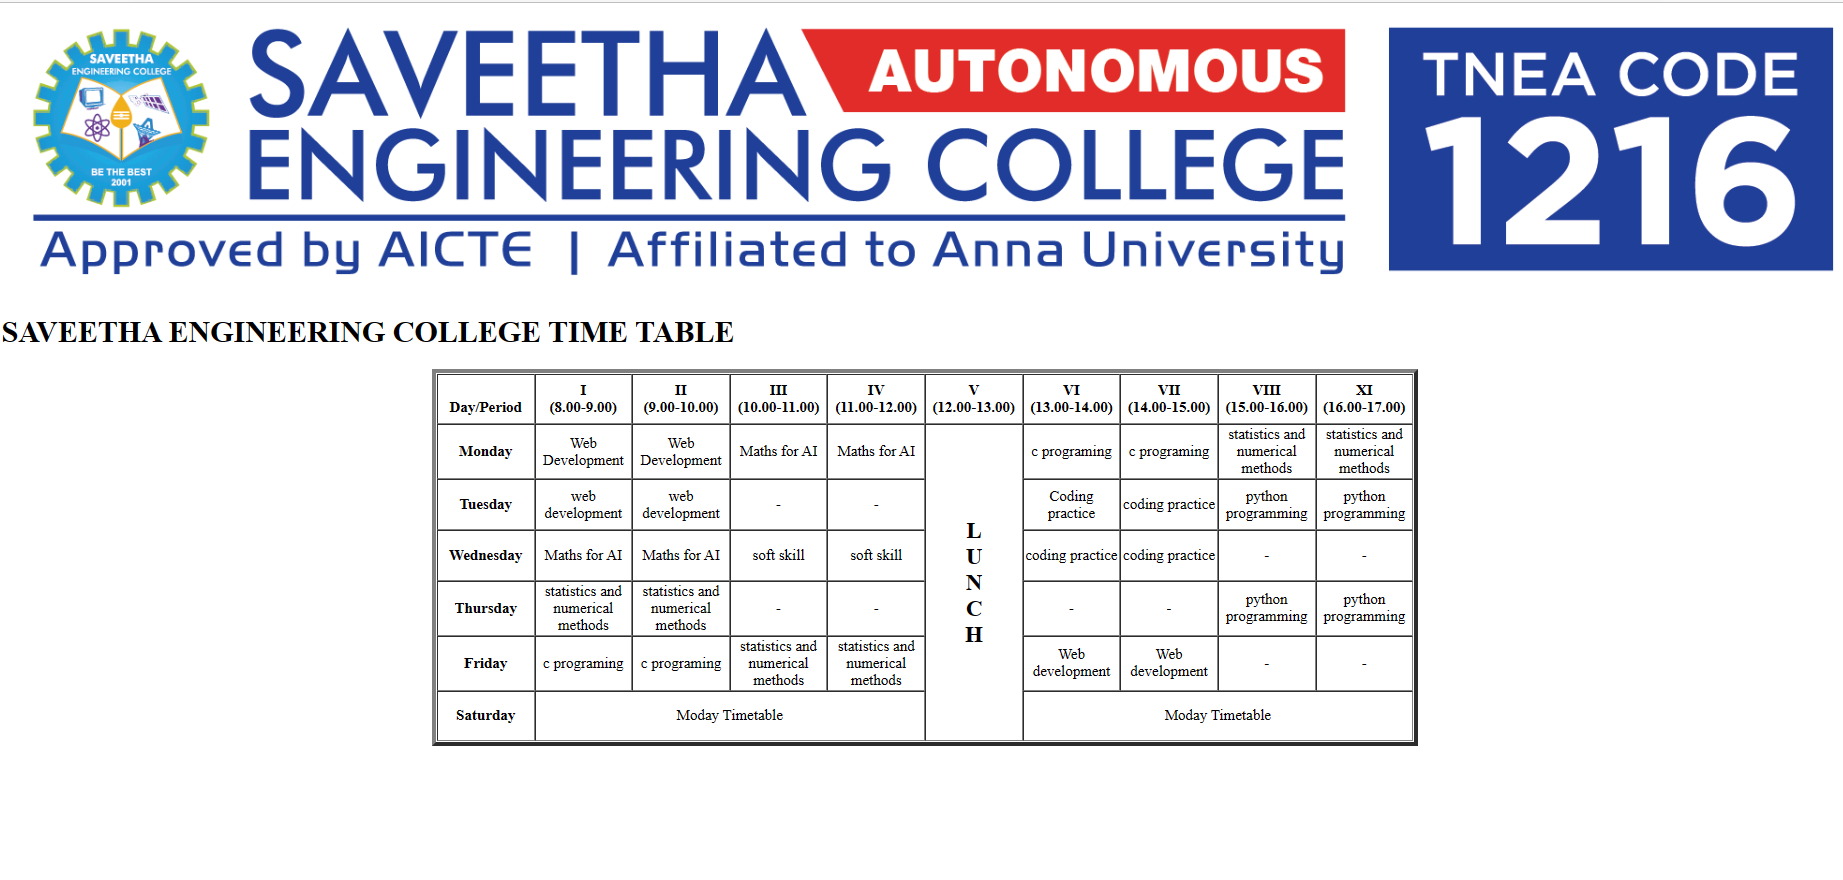 SAVEETHA
ENGINEERING COLLEGE
BE THE BEST
2001
SAVEETHA AUTONOMOUS
ENGINEERING COLLEGE
Approved by AICTE | Affiliated to Anna University
TNEA CODE
1216
SAVEETHA ENGINEERING COLLEGE TIME TABLE
Day/Period I (8.00-9.00) II (9.00-10.00) III (10.00-11.00) IV (11.00-12.00) V (12.00-13.00) VI (13.00-14.00) VII (14.00-15.00) VIII (15.00-16.00) XI (16.00-17.00)
Monday Web Development Web Development Maths for AI Maths for AI LUNCH c programing c programing statistics and numerical methods statistics and numerical methods
Tuesday web development web development - - Coding practice coding practice python programming python programming
Wednesday Maths for AI Maths for AI soft skill soft skill coding practice coding practice - -
Thursday statistics and numerical methods statistics and numerical methods - - - - python programming python programming
Friday c programing c programing statistics and numerical methods statistics and numerical methods Web development Web development - -
Saturday Moday Timetable Moday Timetable